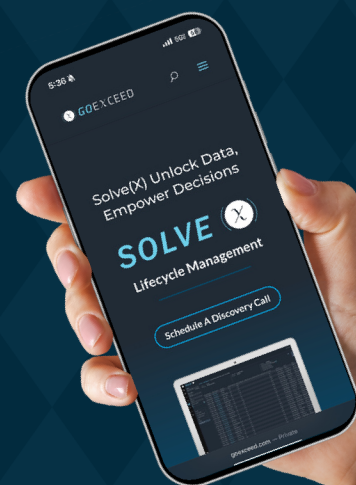 5:36
5G
GOEXCEED
Solve(X) Unlock Data,
Empower Decisions
SOLVE X
Lifecycle Management
Schedule A Discovery Call
goexceed.com — Private